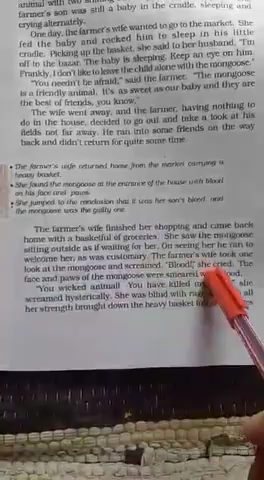 animal with two
farmer's son was still a baby in the cradle, sleeping and
crying alternately.
One day, the farmer's wife wanted to go to the market. She
fed the baby and rocked him to sleep in his little
cradle. Picking up the basket, she said to her husband, "I'm
off to the bazar. The baby is sleeping. Keep an eye on him.
Frankly, I don't like to leave the child alone with the mongoose."
"You needn't be afraid," said the farmer. "The mongoose
is a friendly animal. It's as sweet as our baby and they are
the best of friends, you know."
The wife went away, and the farmer, having nothing to
do in the house, decided to go out and take a look at his
fields not far away. He ran into some friends on the way
back and didn't return for quite some time.
• The farmer's wife returned home from the market carrying a
heavy basket.
• She found the mongoose at the entrance of the house with blood
on his face and paws.
• She jumped to the conclusion that it was her son's blood, and
the mongoose was the guilty one.
The farmer's wife finished her shopping and came back
home with a basketful of groceries. She saw the mongoose
sitting outside as if waiting for her. On seeing her he ran to
welcome her, as was customary. The farmer's wife took one
look at the mongoose and screamed. "Blood!" she cried. The
face and paws of the mongoose were smeared blood.
"You wicked animal! You have killed she
screamed hysterically. She was blind with all
her strength brought down the heavy basket